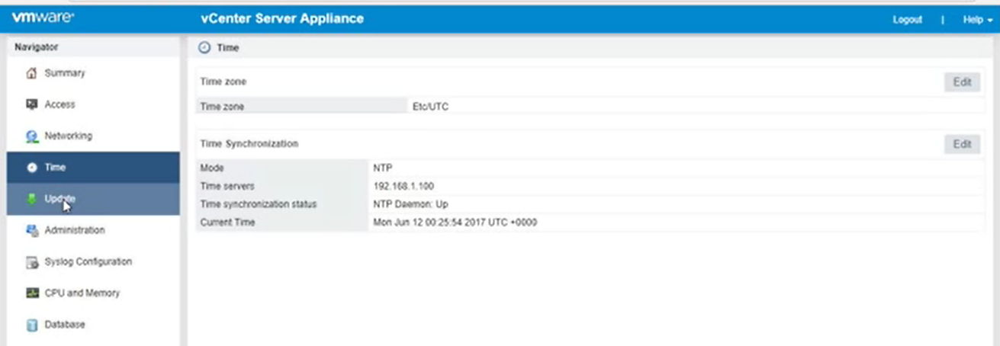 vmware vCenter Server Appliance Logout | Help
Navigator
Summary
Access
Networking
Time
Update
Administration
Syslog Configuration
CPU and Memory
Database
Time
Time zone Edit
Time zone Etc/UTC
Time Synchronization Edit
Mode NTP
Time servers 192.168.1.100
Time synchronization status NTP Daemon: Up
Current Time Mon Jun 12 00:25:54 2017 UTC +0000